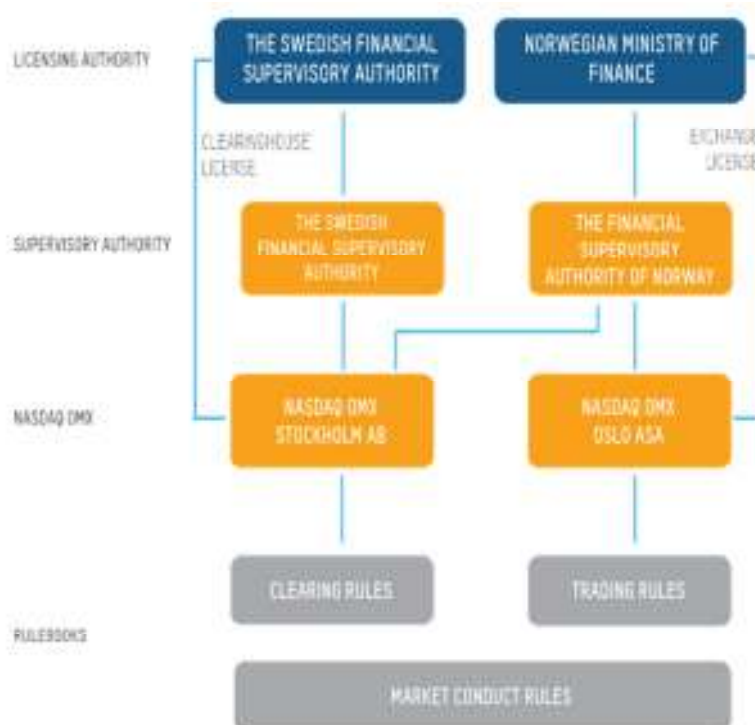 LICENSING AUTHORITY
THE SWEDISH FINANCIAL
SUPERVISORY AUTHORITY
NORWEGIAN MINISTRY OF
FINANCE
CLEARINGHOUSE
LICENSE
EXCHANGE
LICENSE
SUPERVISORY AUTHORITY
THE SWEDISH
FINANCIAL SUPERVISORY
AUTHORITY
THE FINANCIAL
SUPERVISORY
AUTHORITY OF NORWAY
NASDAQ OMX
NASDAQ OMX
STOCKHOLM AB
NASDAQ OMX
OSLO ASA
CLEARING RULES
TRADING RULES
RULEBOOKS
MARKET CONDUCT RULES